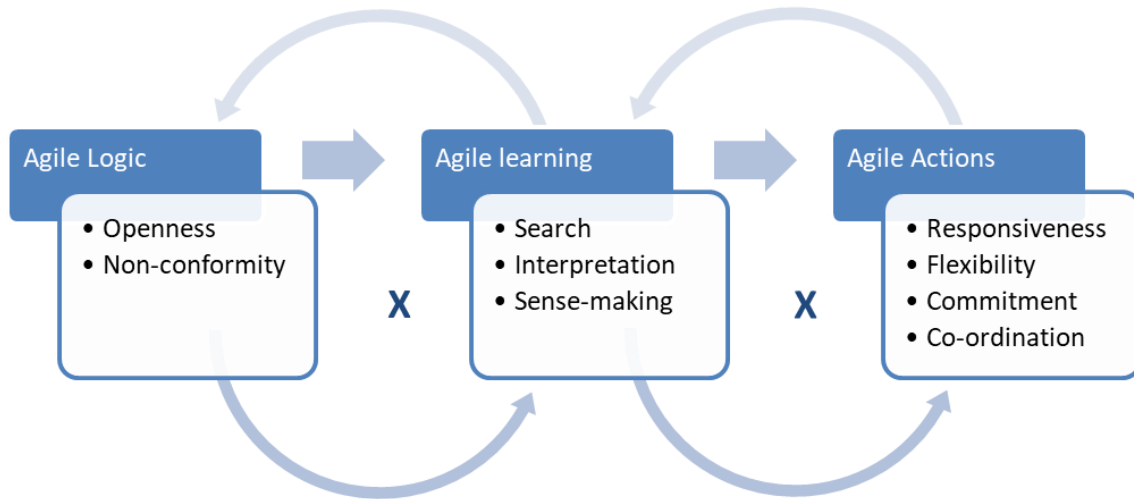 Agile Logic
• Openness
• Non-conformity
X
Agile learning
• Search
• Interpretation
• Sense-making
X
Agile Actions
• Responsiveness
• Flexibility
• Commitment
• Co-ordination